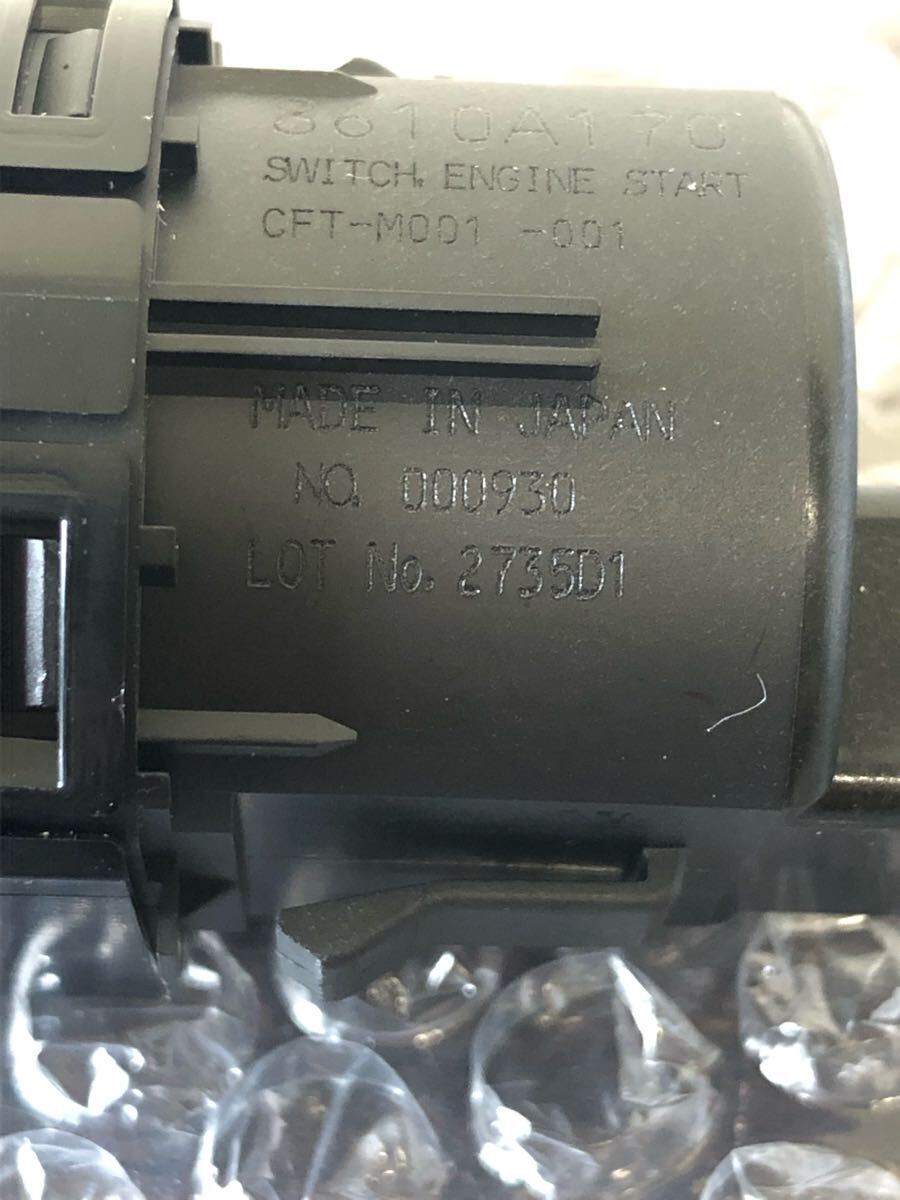 8610A170
SWITCH, ENGINE START
CFT-M001 -001
MADE IN JAPAN
NO. 000930
LOT No. 2735D1